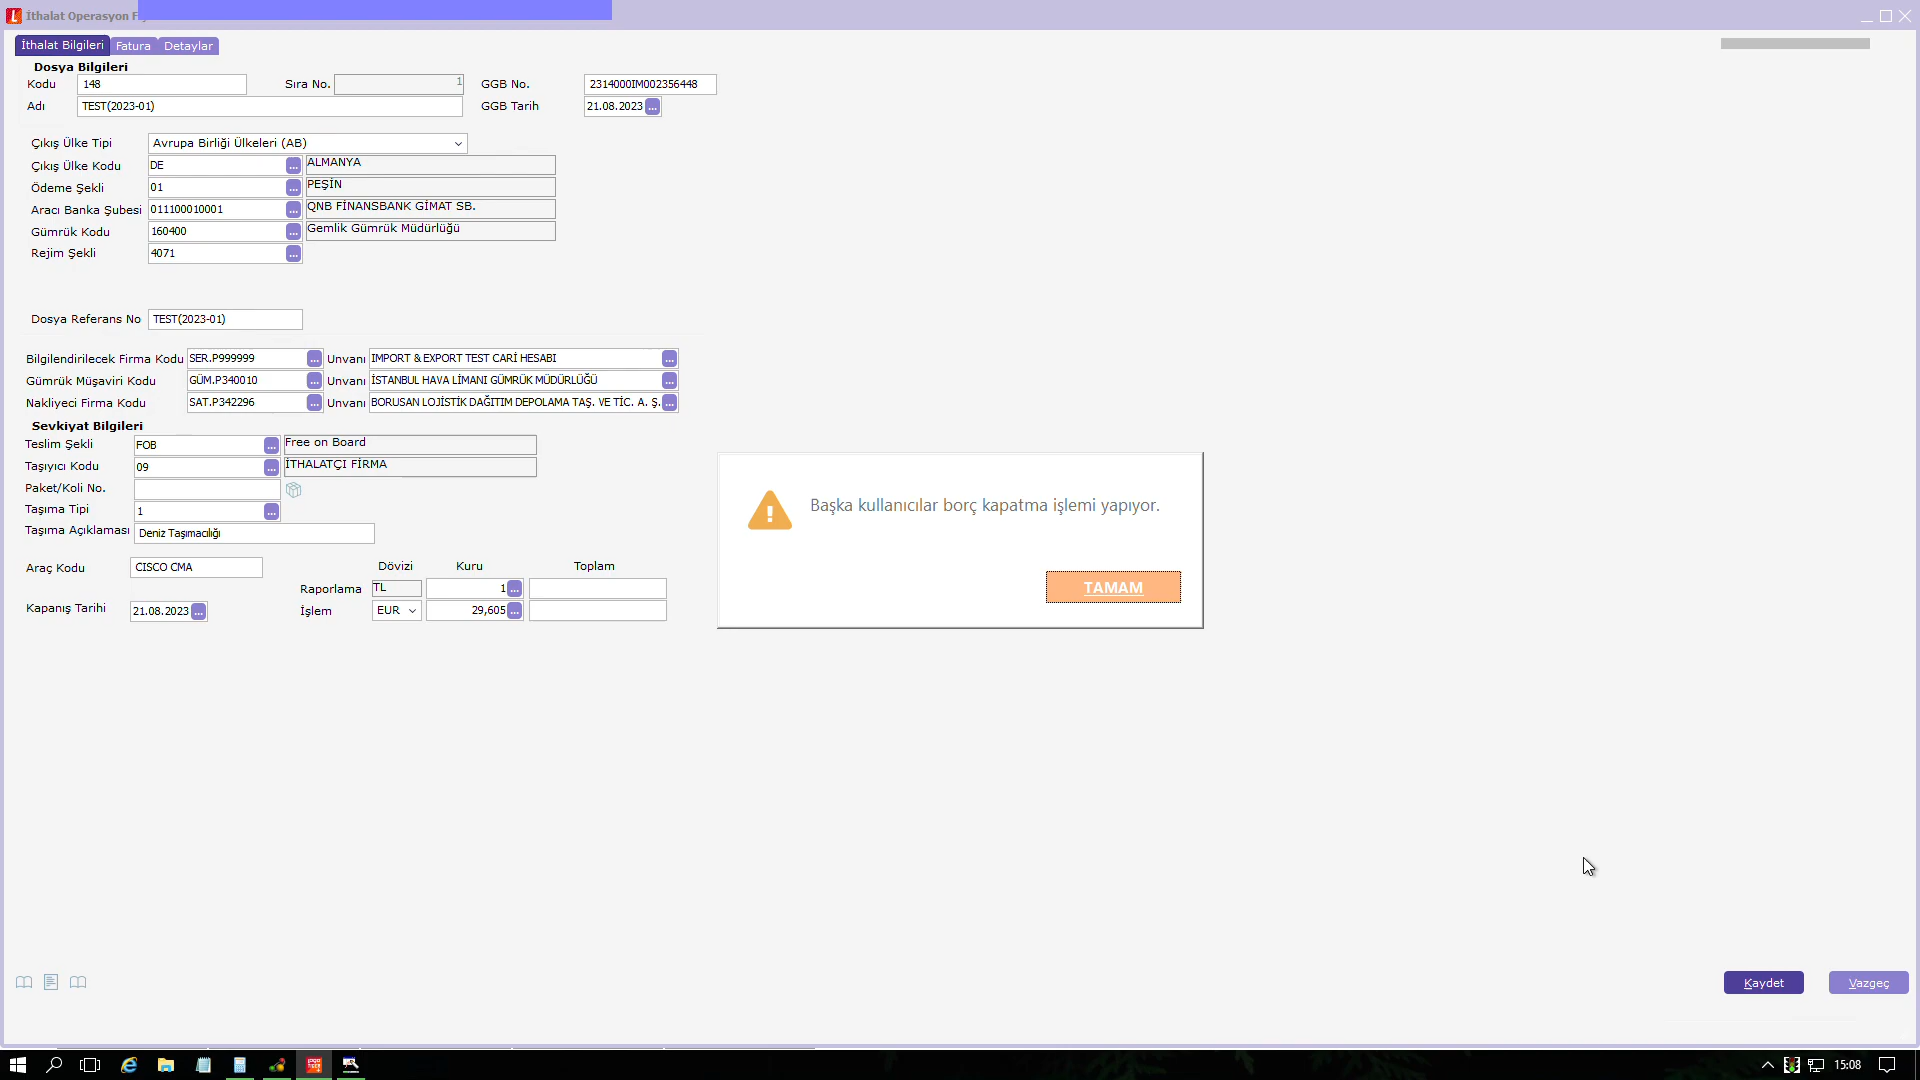 İthalat Operasyon Fi
İthalat Bilgileri Fatura Detaylar
Dosya Bilgileri
Kodu 148 Sıra No. 1 GGB No. 2314000IM002356448
Adı TEST(2023-01) GGB Tarih 21.08.2023 ...
Çıkış Ülke Tipi Avrupa Birliği Ülkeleri (AB)
Çıkış Ülke Kodu DE ... ALMANYA
Ödeme Şekli 01 ... PEŞİN
Aracı Banka Şubesi 011100010001 ... QNB FİNANSBANK GİMAT SB.
Gümrük Kodu 160400 ... Gemlik Gümrük Müdürlüğü
Rejim Şekli 4071 ...
Dosya Referans No TEST(2023-01)
Bilgilendirilecek Firma Kodu SER.P999999 ... Unvanı IMPORT & EXPORT TEST CARİ HESABI ...
Gümrük Müşaviri Kodu GÜM.P340010 ... Unvanı İSTANBUL HAVA LİMANI GÜMRÜK MÜDÜRLÜĞÜ ...
Nakliyeci Firma Kodu SAT.P342296 ... Unvanı BORUSAN LOJİSTİK DAĞITIM DEPOLAMA TAŞ. VE TİC. A. Ş. ...
Sevkiyat Bilgileri
Teslim Şekli FOB ... Free on Board
Taşıyıcı Kodu 09 ... İTHALATÇI FİRMA
Paket/Koli No.
Taşıma Tipi 1 ...
Taşıma Açıklaması Deniz Taşımacılığı
Araç Kodu CISCO CMA
Dövizi Kuru Toplam
Raporlama TL 1 ...
Kapanış Tarihi 21.08.2023 ... İşlem EUR 29,605 ...
Başka kullanıcılar borç kapatma işlemi yapıyor.
TAMAM
Kaydet Vazgeç
15:08